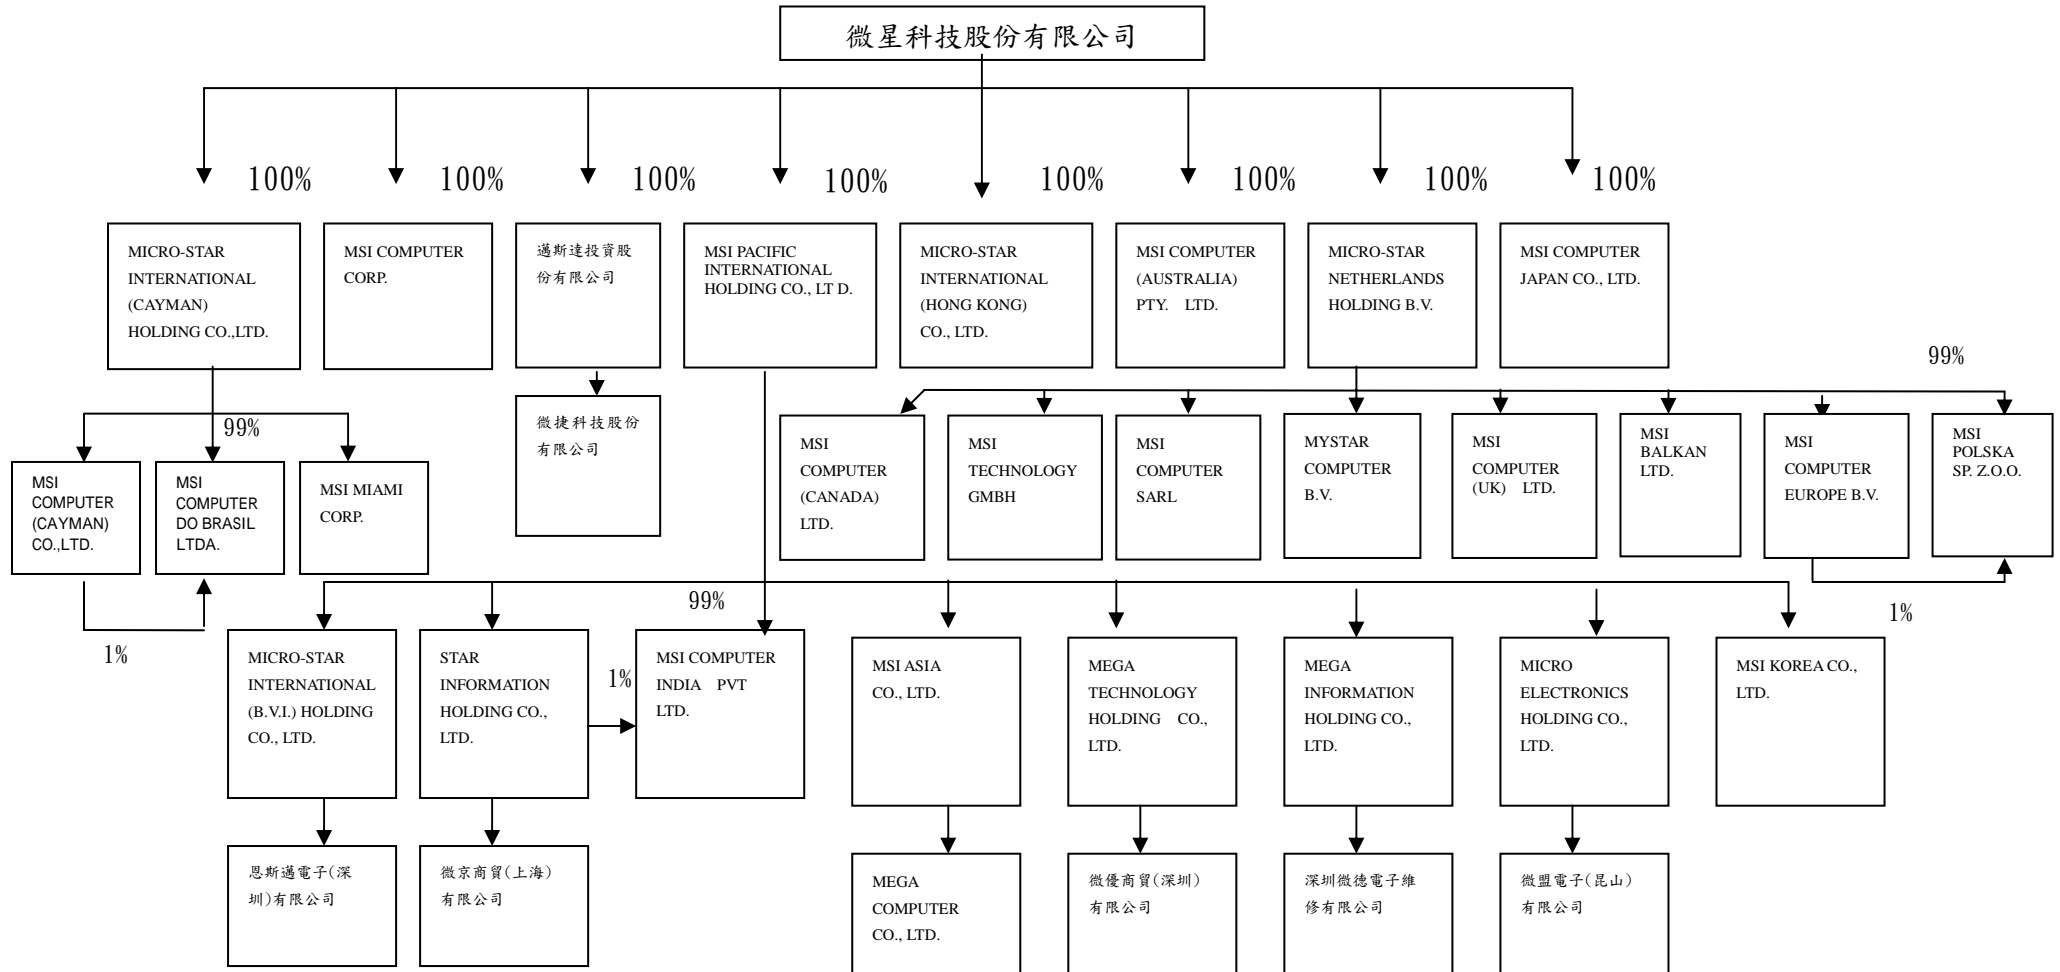 微星科技股份有限公司
100%
100%
100%
100%
100%
100%
100%
100%
MICRO-STAR
INTERNATIONAL
(CAYMAN)
HOLDING CO.,LTD.
MSI COMPUTER
CORP.
邁斯達投資股
份有限公司
MSI PACIFIC
INTERNATIONAL
HOLDING CO., LT D.
MICRO-STAR
INTERNATIONAL
(HONG KONG)
CO., LTD.
MSI COMPUTER
(AUSTRALIA)
PTY. LTD.
MICRO-STAR
NETHERLANDS
HOLDING B.V.
MSI COMPUTER
JAPAN CO., LTD.
99%
99%
MSI
COMPUTER
(CAYMAN)
CO.,LTD.
MSI
COMPUTER
DO BRASIL
LTDA.
MSI MIAMI
CORP.
微捷科技股份
有限公司
MSI
COMPUTER
(CANADA)
LTD.
MSI
TECHNOLOGY
GMBH
MSI
COMPUTER
SARL
MYSTAR
COMPUTER
B.V.
MSI
COMPUTER
(UK) LTD.
MSI
BALKAN
LTD.
MSI
COMPUTER
EUROPE B.V.
MSI
POLSKA
SP. Z.O.O.
1%
99%
1%
MICRO-STAR
INTERNATIONAL
(B.V.I.) HOLDING
CO., LTD.
STAR
INFORMATION
HOLDING CO.,
LTD.
1%
MSI COMPUTER
INDIA PVT
LTD.
MSI ASIA
CO., LTD.
MEGA
TECHNOLOGY
HOLDING CO.,
LTD.
MEGA
INFORMATION
HOLDING CO.,
LTD.
MICRO
ELECTRONICS
HOLDING CO.,
LTD.
MSI KOREA CO.,
LTD.
恩斯邁電子(深
圳)有限公司
微京商貿(上海)
有限公司
MEGA
COMPUTER
CO., LTD.
微優商貿(深圳)
有限公司
深圳微德電子維
修有限公司
微盟電子(昆山)
有限公司